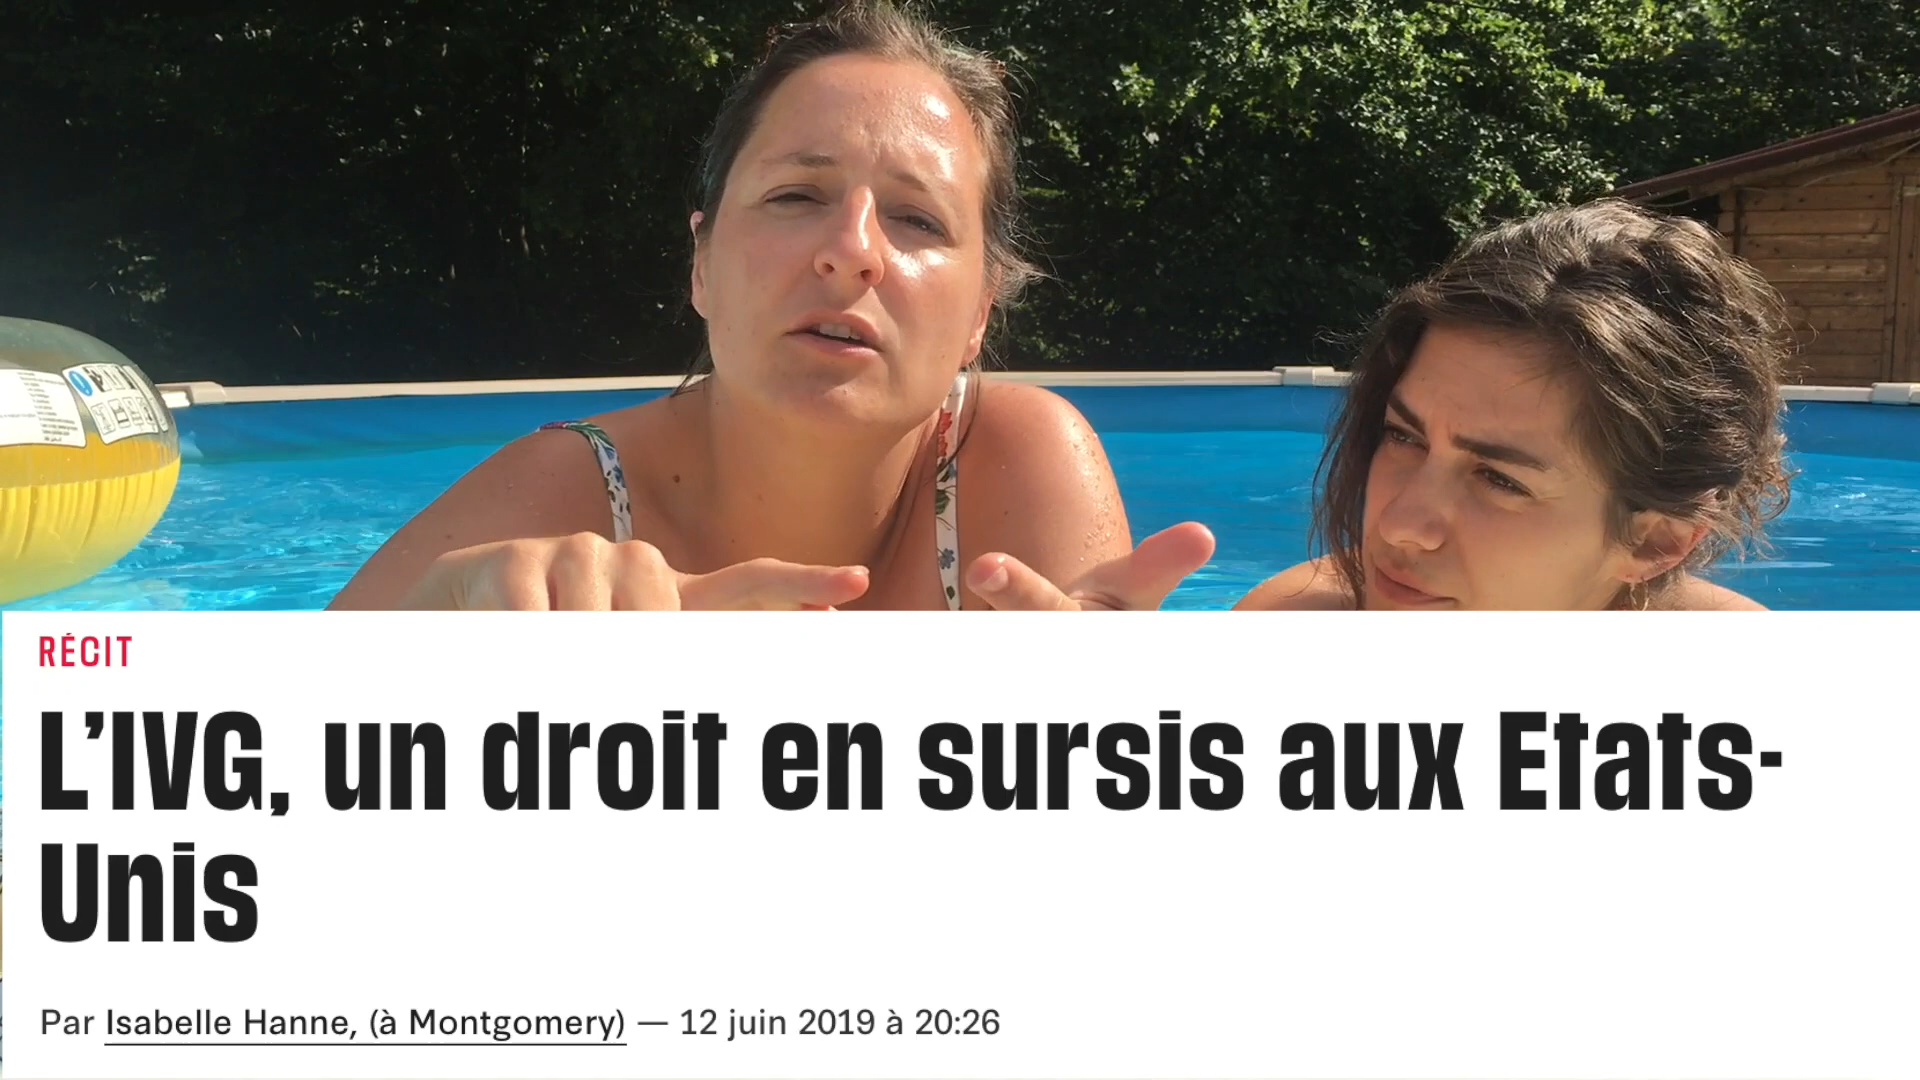 RÉCIT
L’IVG, un droit en sursis aux Etats-
Unis
Par Isabelle Hanne, (à Montgomery) — 12 juin 2019 à 20:26